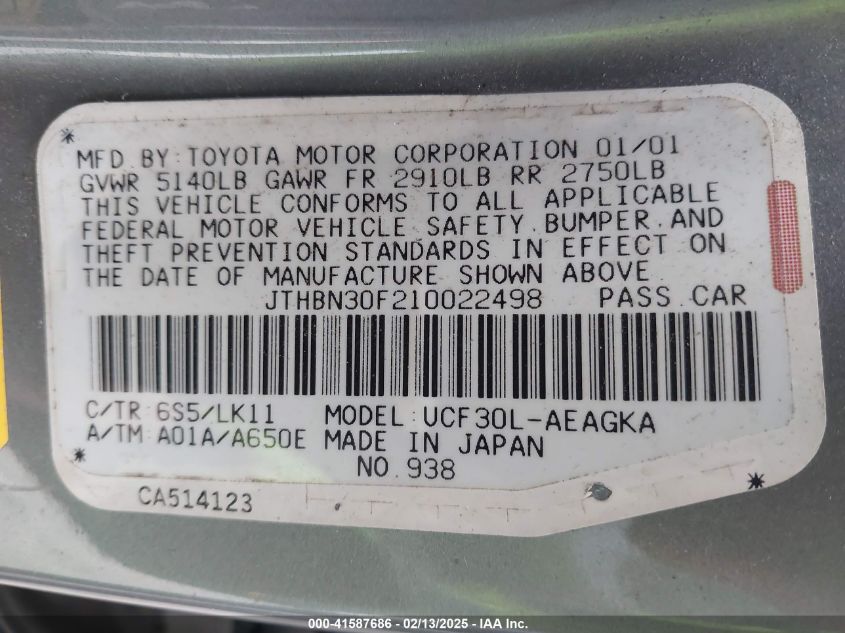 MFD. BY: TOYOTA MOTOR CORPORATION 01/01
GVWR 5140LB GAWR FR 2910LB RR 2750LB
THIS VEHICLE CONFORMS TO ALL APPLICABLE
FEDERAL MOTOR VEHICLE SAFETY, BUMPER, AND
THEFT PREVENTION STANDARDS IN EFFECT ON
THE DATE OF MANUFACTURE SHOWN ABOVE.
JTHBN30F210022498 PASS. CAR
C/TR: 6S5/LK11 MODEL: UCF30L-AEAGKA
A/TM: A01A/A650E MADE IN JAPAN
NO. 938
CA514123
000-41587686 - 02/13/2025 - IAA Inc.